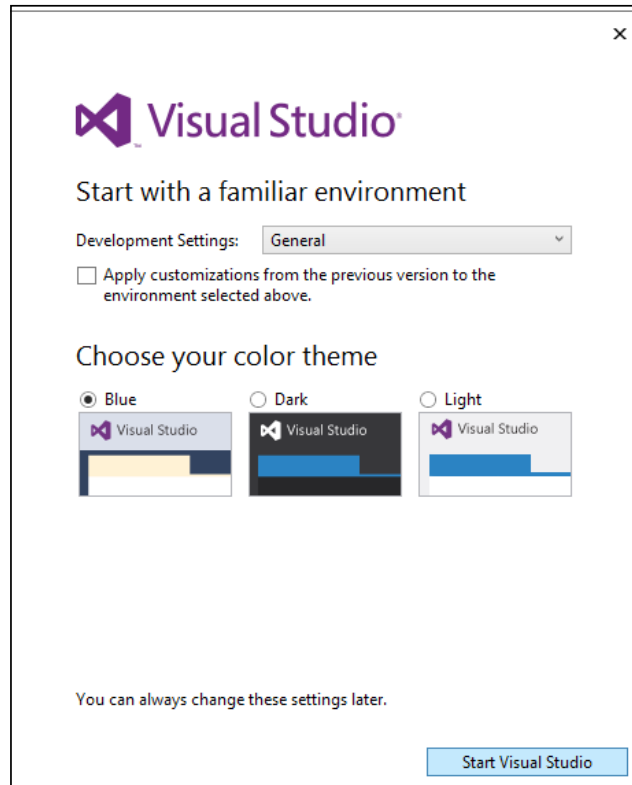 Visual Studio®
™
Start with a familiar environment
Development Settings: General
Apply customizations from the previous version to the
environment selected above.
Choose your color theme
Blue Dark Light
Visual Studio Visual Studio Visual Studio
You can always change these settings later.
Start Visual Studio